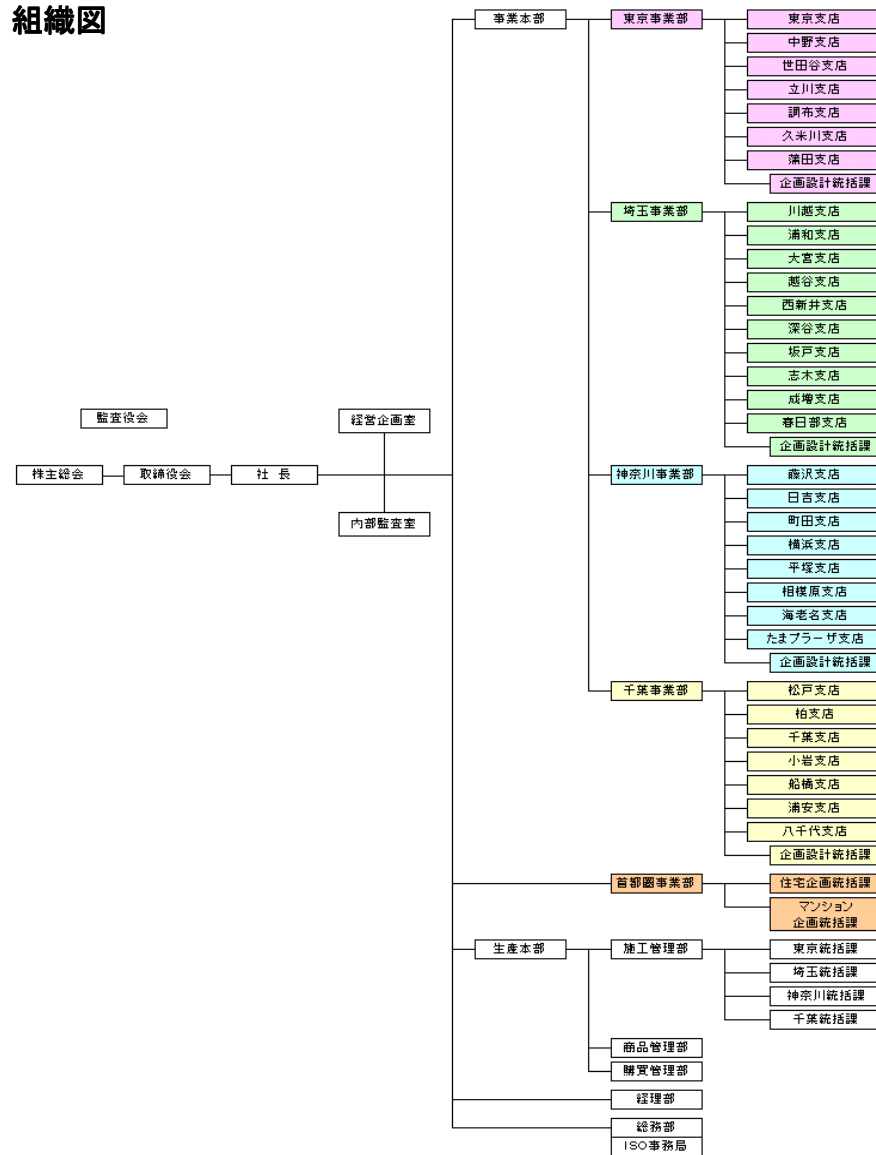 組織図
事業本部
東京事業部
東京支店
中野支店
世田谷支店
立川支店
調布支店
久米川支店
蒲田支店
企画設計統括課
埼玉事業部
川越支店
浦和支店
大宮支店
越谷支店
西新井支店
深谷支店
坂戸支店
志木支店
成増支店
春日部支店
企画設計統括課
監査役会
経営企画室
株主総会
取締役会
社 長
内部監査室
神奈川事業部
藤沢支店
日吉支店
町田支店
横浜支店
平塚支店
相模原支店
海老名支店
たまプラーザ支店
企画設計統括課
千葉事業部
松戸支店
柏支店
千葉支店
小岩支店
船橋支店
浦安支店
八千代支店
企画設計統括課
首都圏事業部
住宅企画統括課
マンション
企画統括課
生産本部
施工管理部
東京統括課
埼玉統括課
神奈川統括課
千葉統括課
商品管理部
購買管理部
経理部
総務部
ISO事務局